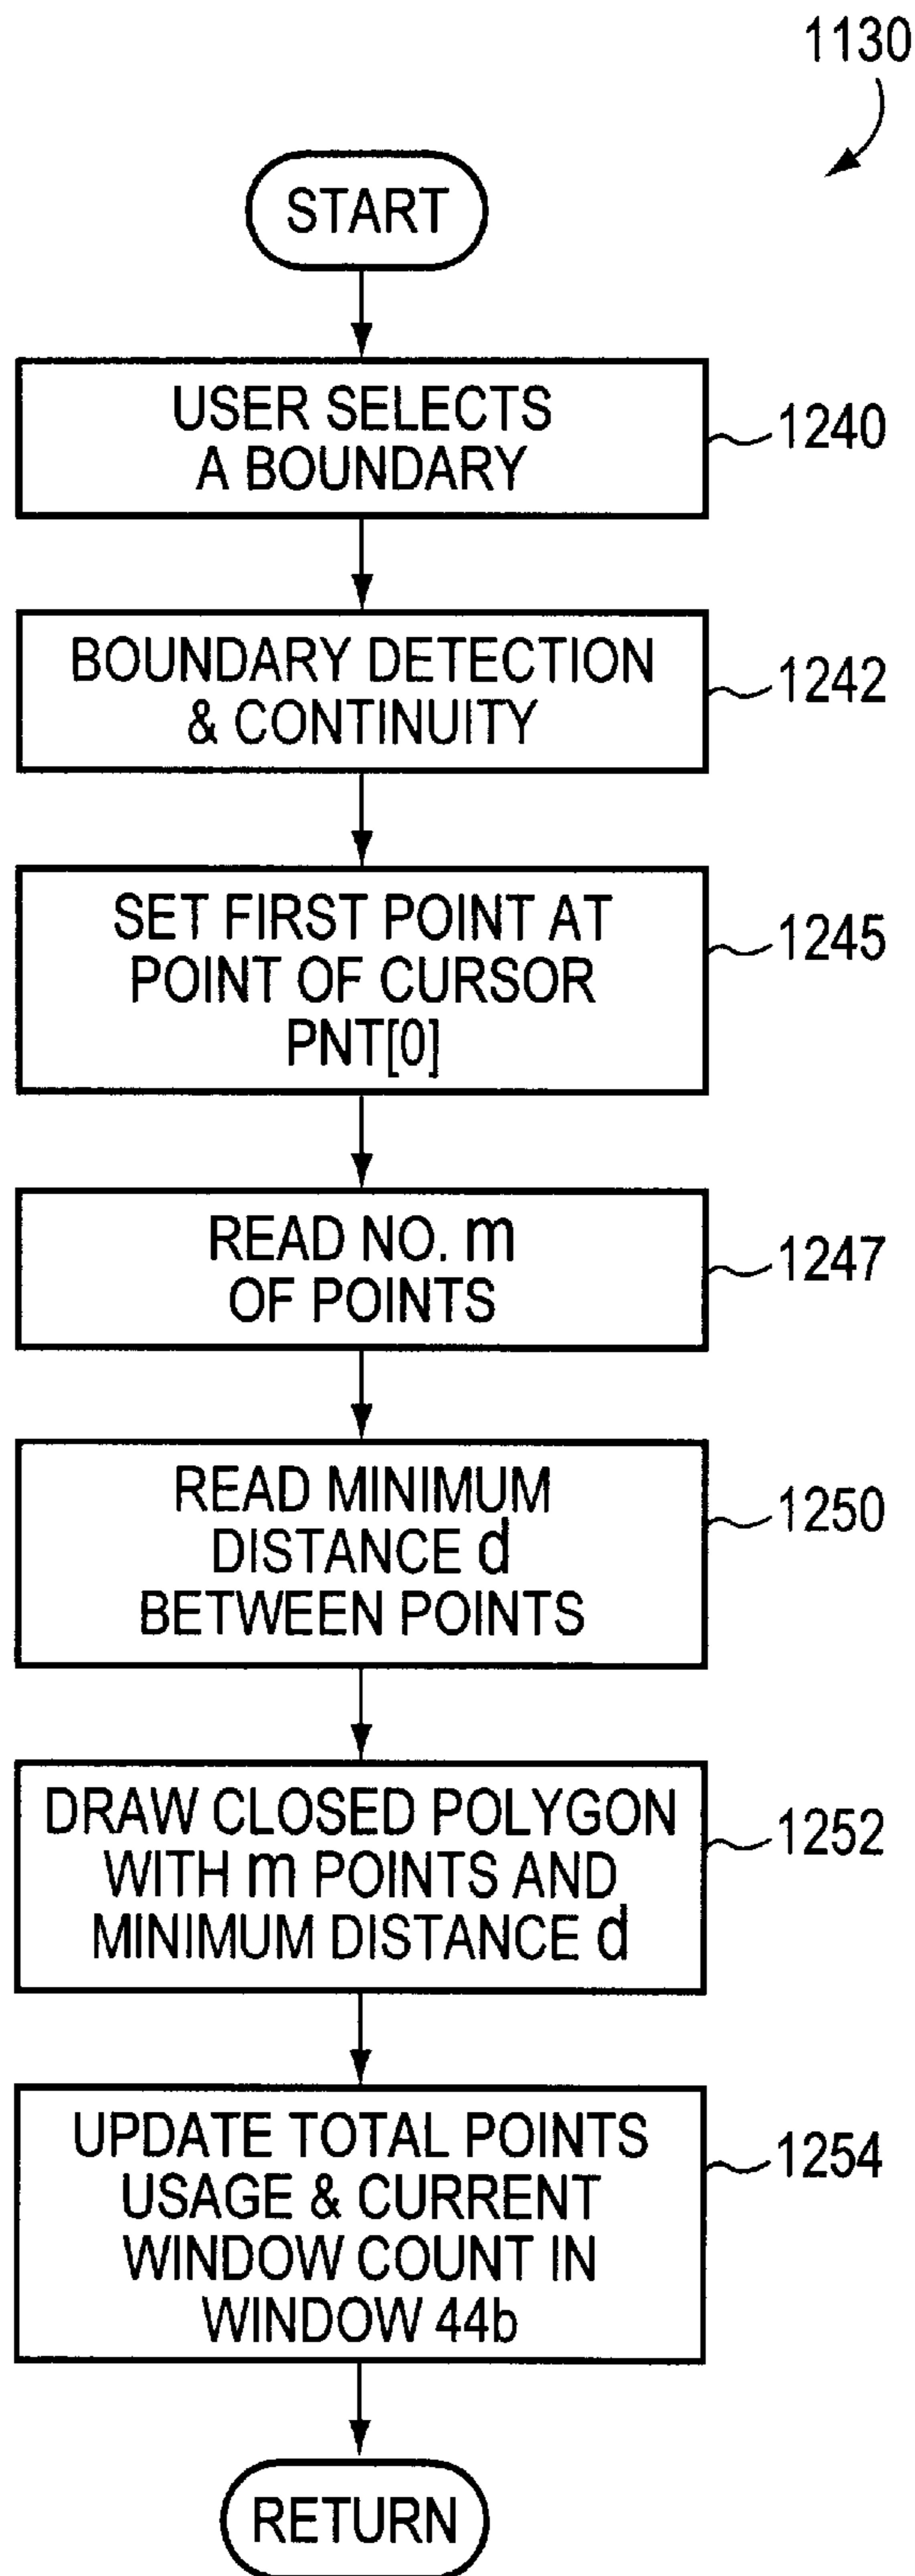 1130
START
USER SELECTS
A BOUNDARY
1240
BOUNDARY DETECTION
& CONTINUITY
1242
SET FIRST POINT AT
POINT OF CURSOR
PNT[0]
1245
READ NO. m
OF POINTS
1247
READ MINIMUM
DISTANCE d
BETWEEN POINTS
1250
DRAW CLOSED POLYGON
WITH m POINTS AND
MINIMUM DISTANCE d
1252
UPDATE TOTAL POINTS
USAGE & CURRENT
WINDOW COUNT IN
WINDOW 44b
1254
RETURN